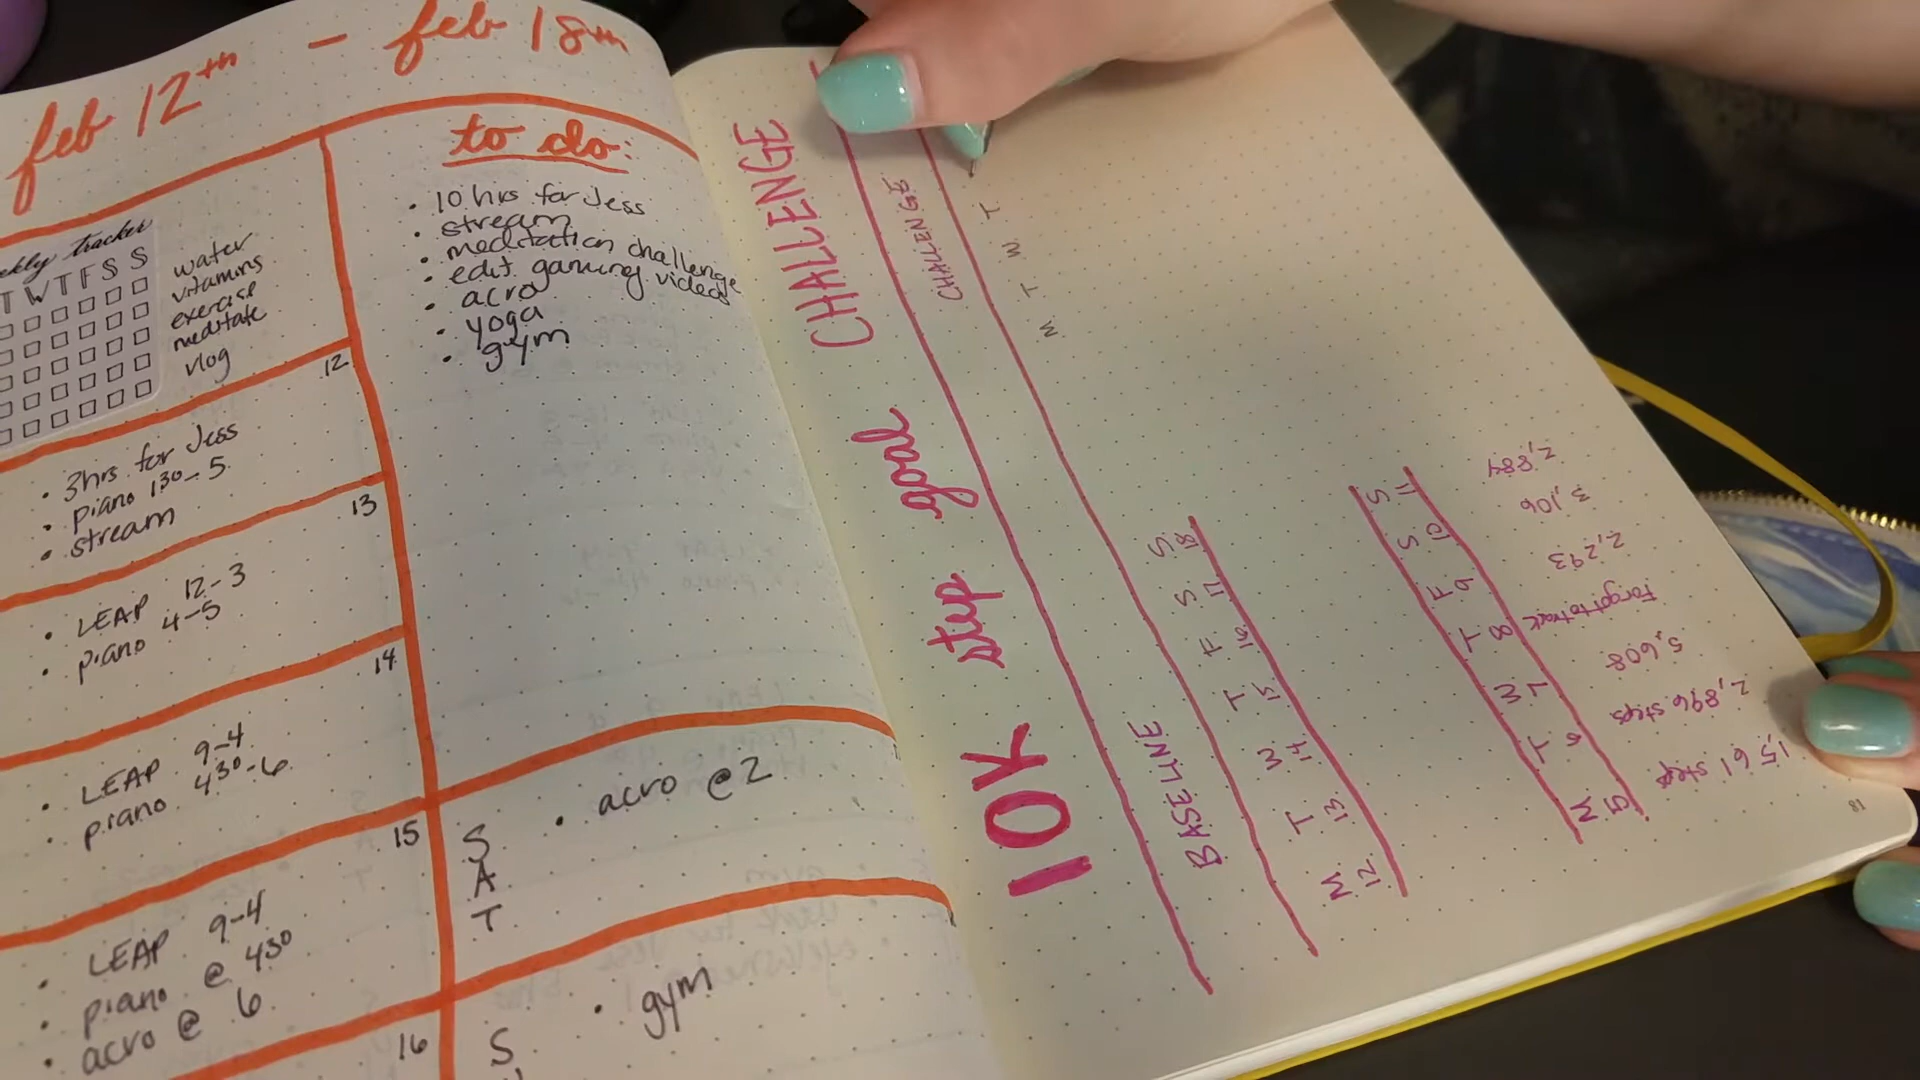 feb 12th - feb 18th
tracker
T W T F S S
water
vitamins
exercise
meditate
vlog
12
• 3hrs for Jess
• piano 130-5
• stream
13
• LEAP 12-3
• piano 4-5
14
• LEAP 9-4
• piano 430-6
15
• LEAP 9-4
• piano @ 430
• acro @ 6
16
to do:
• 10 hrs for Jess
• stream
• meditation challenge
• edit gaming videos
• acro
• yoga
• gym
SAT
• acro @ 2
S
• gym
10K step goal CHALLENGE
BASELINE
CHALLENGE
M T W T F S S
12 13 14 15 16 17 18
M T W T
M T W T F S S
5 6 7 8 9 10 11
1,561 steps
2,896 steps
5,608
Forgot to track
2,293
3,106
2,884
81